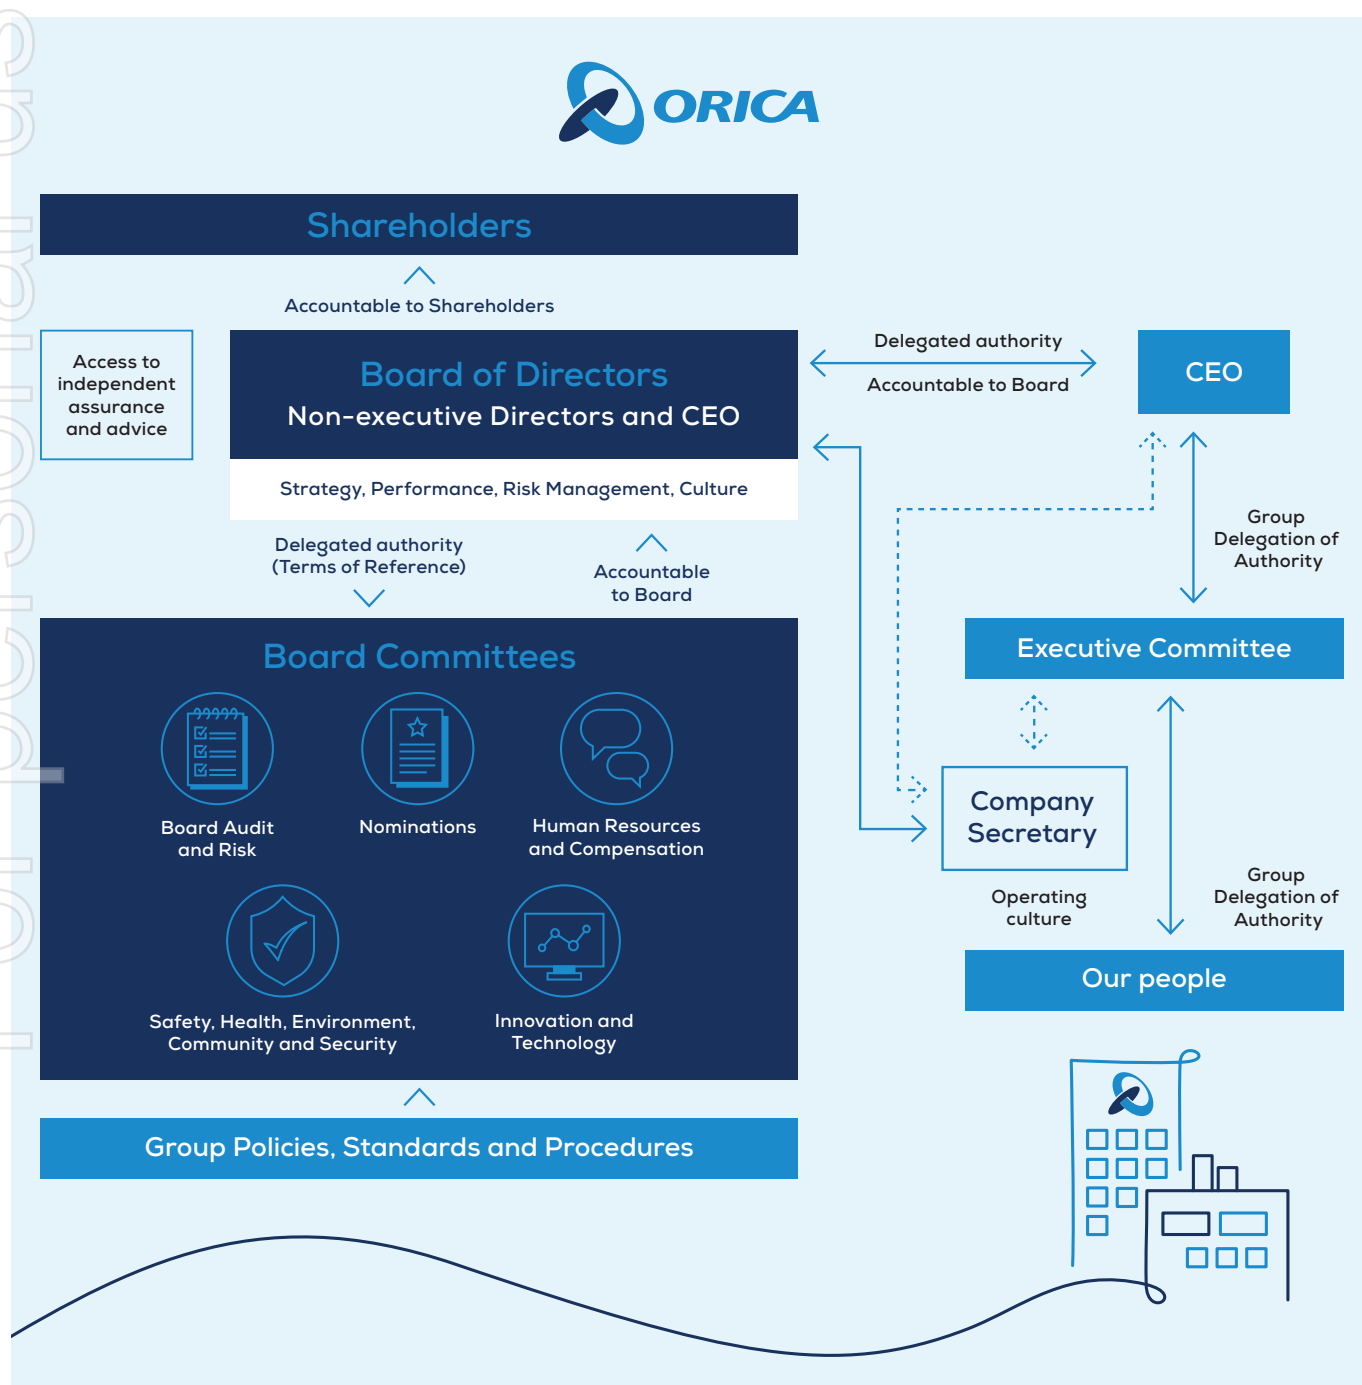 ORICA
Shareholders
Accountable to Shareholders
Access to
independent
assurance
and advice
Board of Directors
Non-executive Directors and CEO
Strategy, Performance, Risk Management, Culture
Delegated authority
Accountable to Board
CEO
Delegated authority
(Terms of Reference)
Accountable
to Board
Group
Delegation of
Authority
Board Committees
Board Audit
and Risk
Nominations
Human Resources
and Compensation
Safety, Health, Environment,
Community and Security
Innovation and
Technology
Executive Committee
Company
Secretary
Operating
culture
Group
Delegation of
Authority
Our people
Group Policies, Standards and Procedures